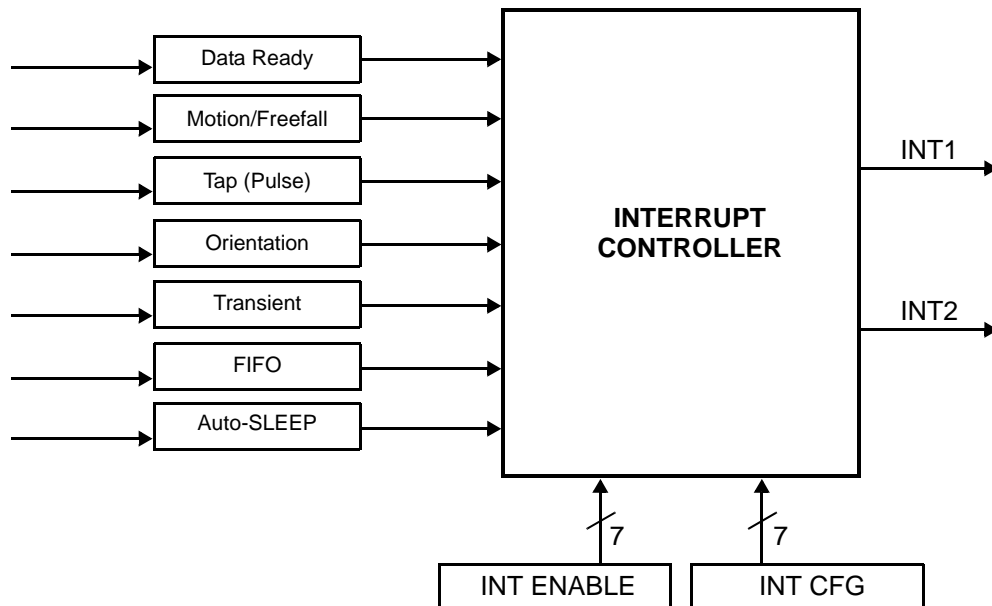 Data Ready
Motion/Freefall
Tap (Pulse)
Orientation
Transient
FIFO
Auto-SLEEP
INTERRUPT
CONTROLLER
INT1
INT2
7
7
INT ENABLE
INT CFG